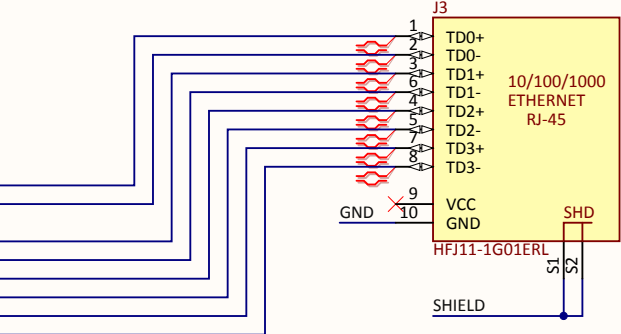 J3
1 TD0+
2 TD0-
3 TD1+
6 TD1-
4 TD2+
5 TD2-
7 TD3+
8 TD3-
10/100/1000
ETHERNET
RJ-45
9 VCC
GND 10 GND
SHD
HFJ11-1G01ERL
S1
S2
SHIELD